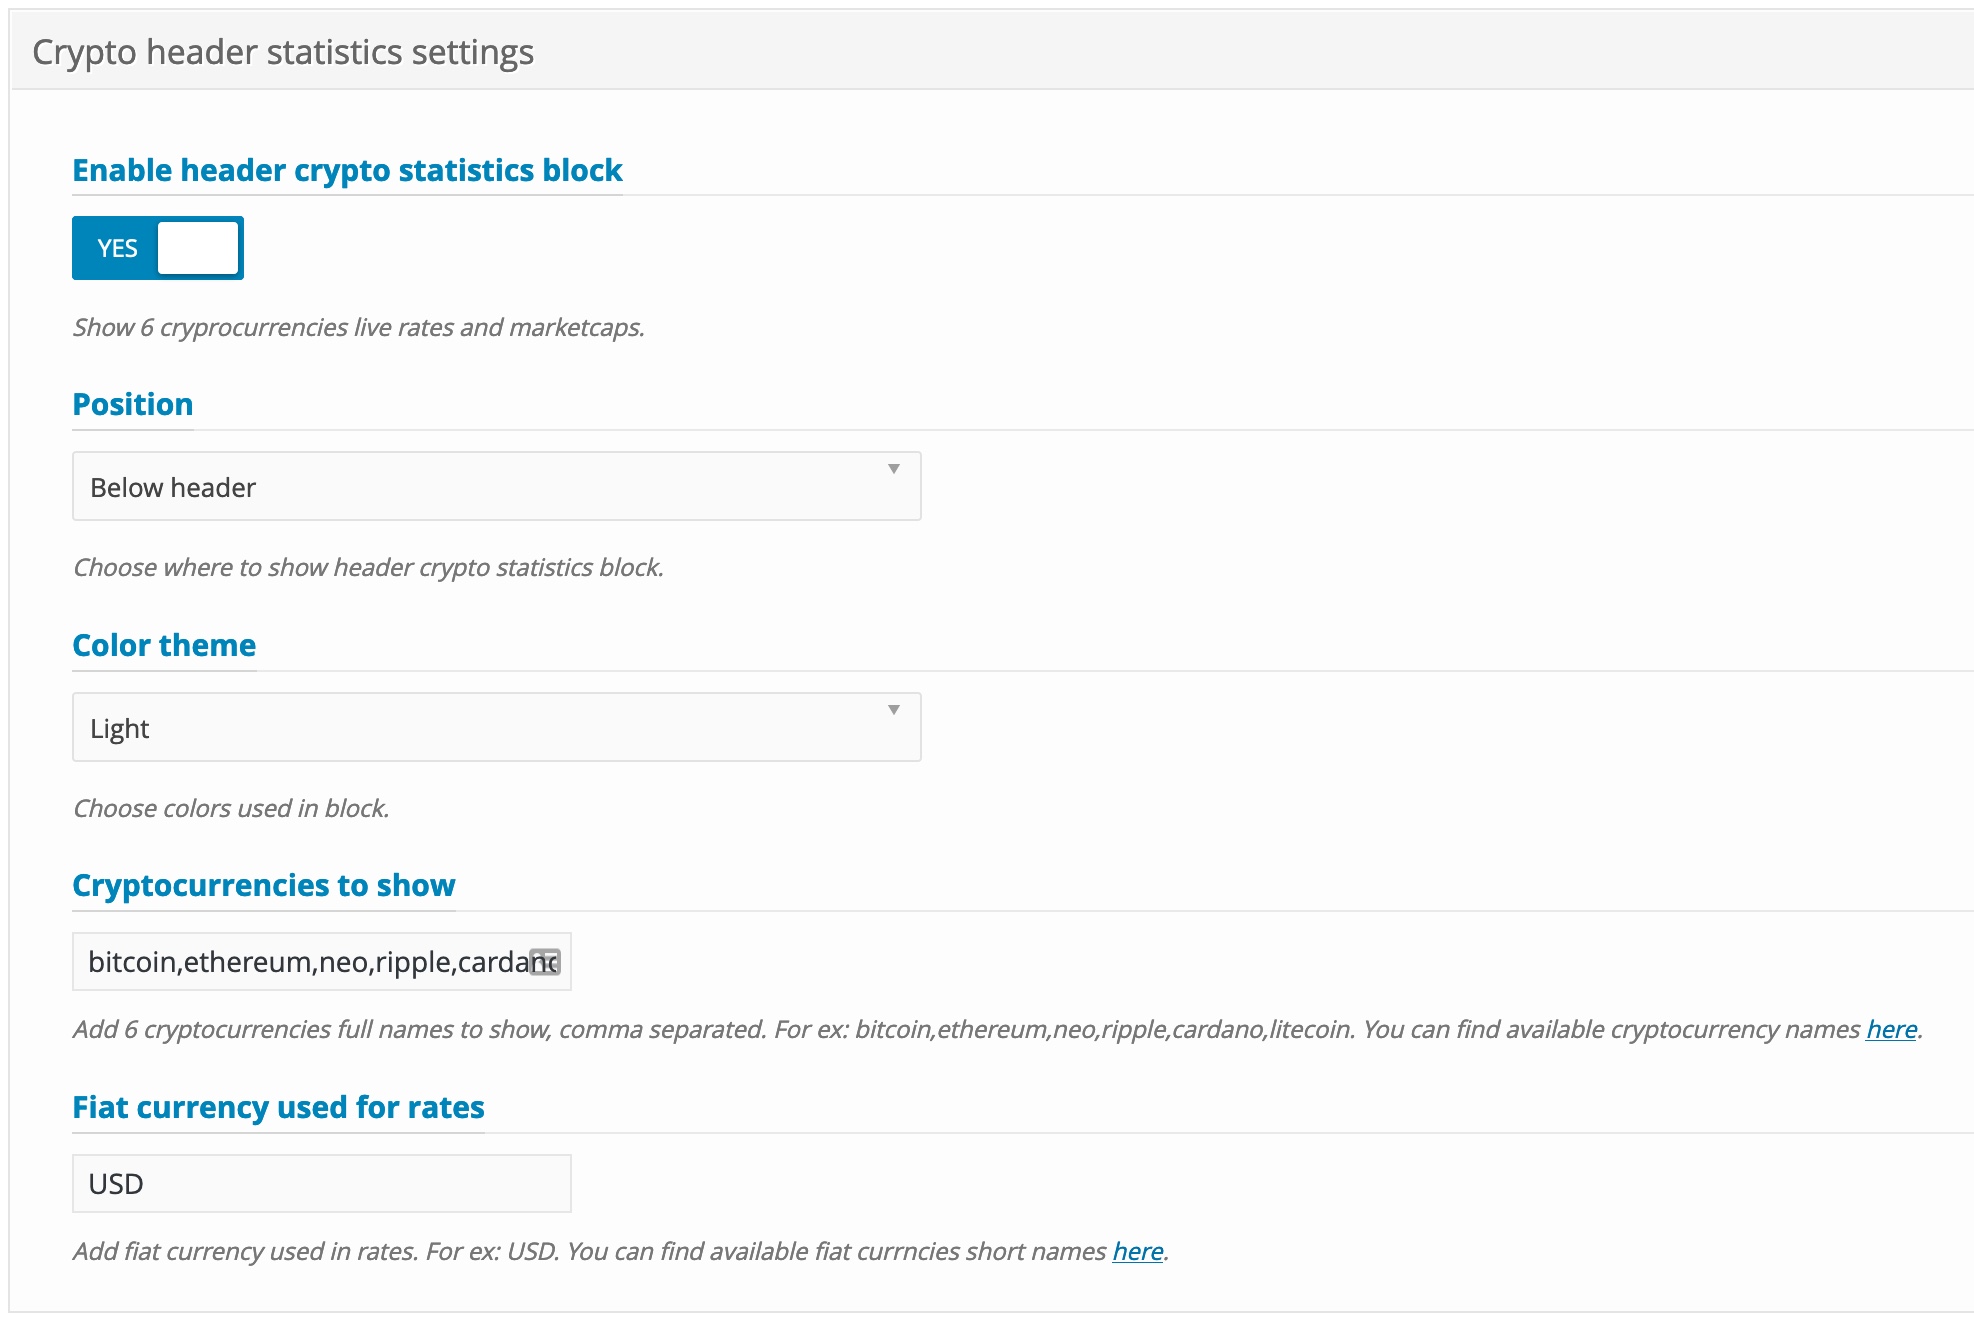 Crypto header statistics settings
Enable header crypto statistics block
YES
Show 6 cryprocurrencies live rates and marketcaps.
Position
Below header
Choose where to show header crypto statistics block.
Color theme
Light
Choose colors used in block.
Cryptocurrencies to show
bitcoin,ethereum,neo,ripple,cardano
Add 6 cryptocurrencies full names to show, comma separated. For ex: bitcoin,ethereum,neo,ripple,cardano,litecoin. You can find available cryptocurrency names here.
Fiat currency used for rates
USD
Add fiat currency used in rates. For ex: USD. You can find available fiat currncies short names here.